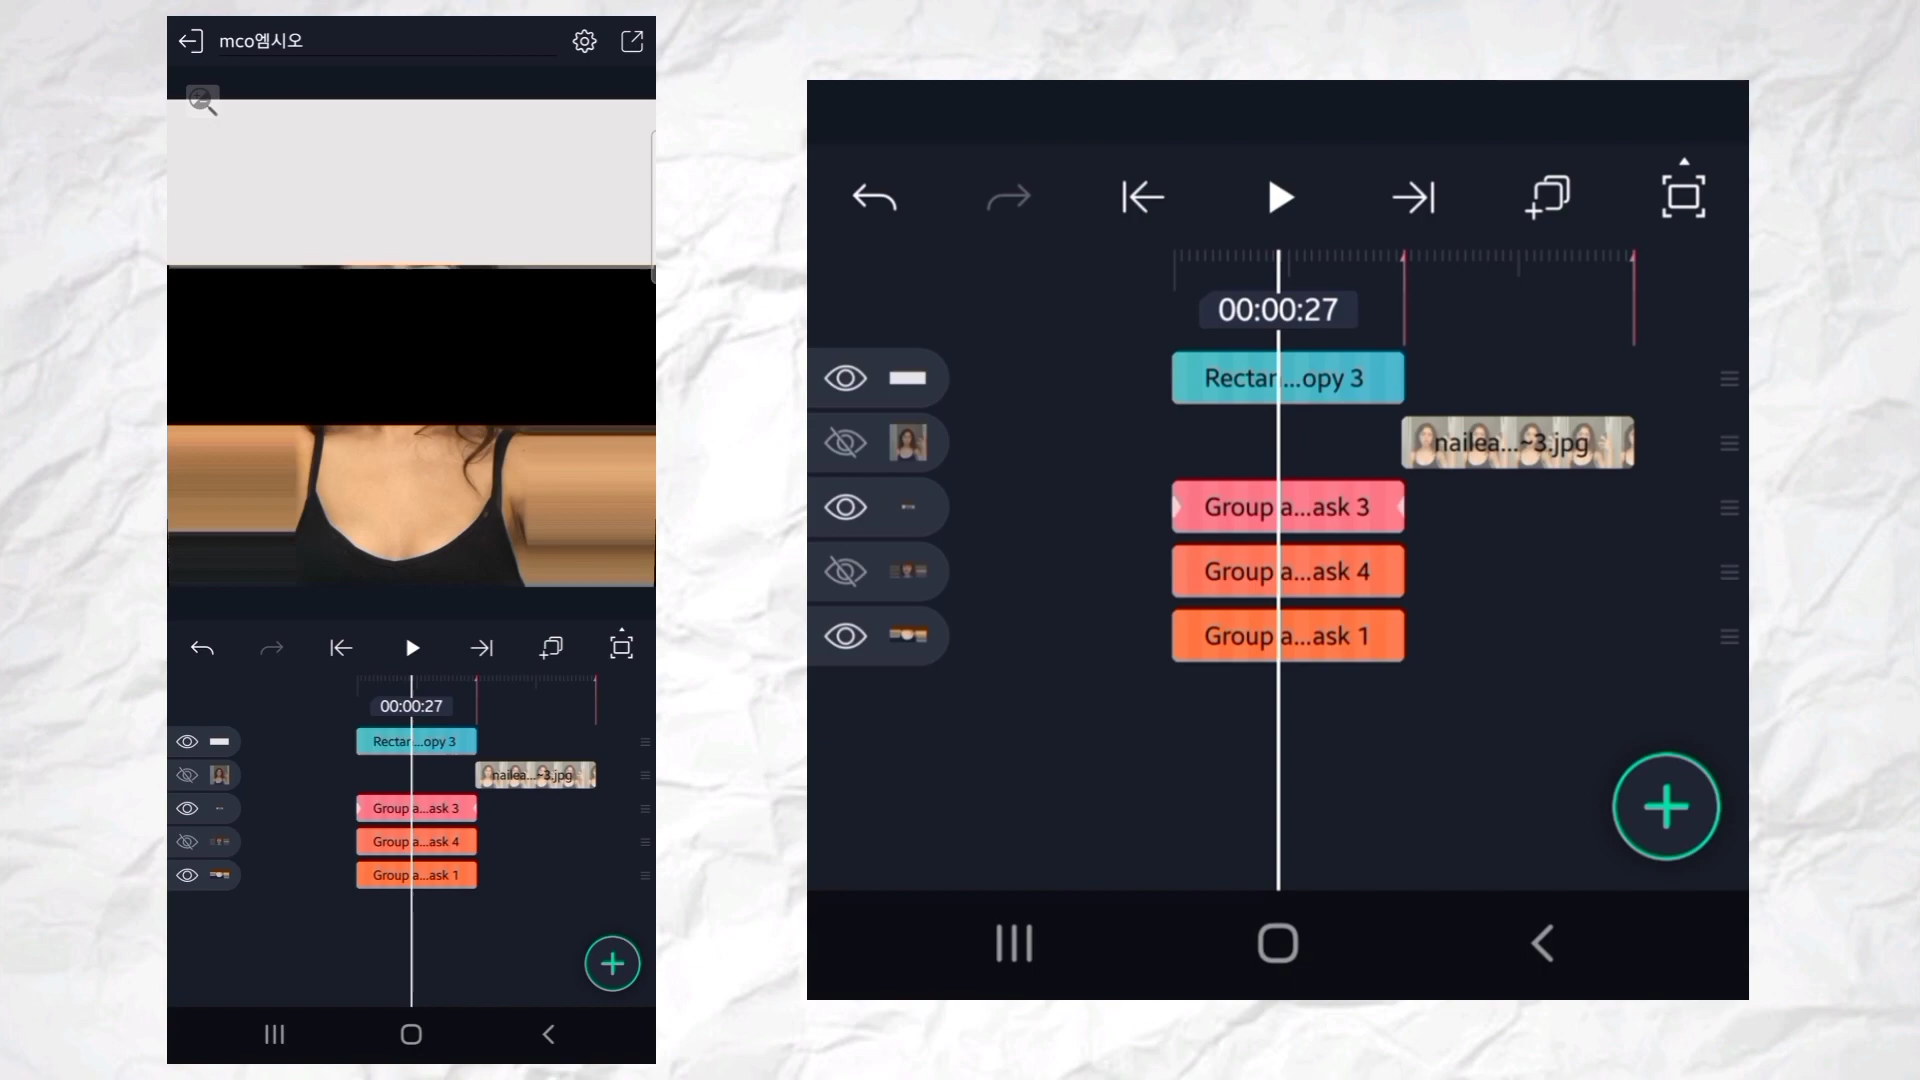 mco엠시오
00:00:27
Rectan...opy 3
nailea...~3.jpg
Group a...ask 3
Group a...ask 4
Group a...ask 1
00:00:27
Rectan...opy 3
nailea...~3.jpg
Group a...ask 3
Group a...ask 4
Group a...ask 1